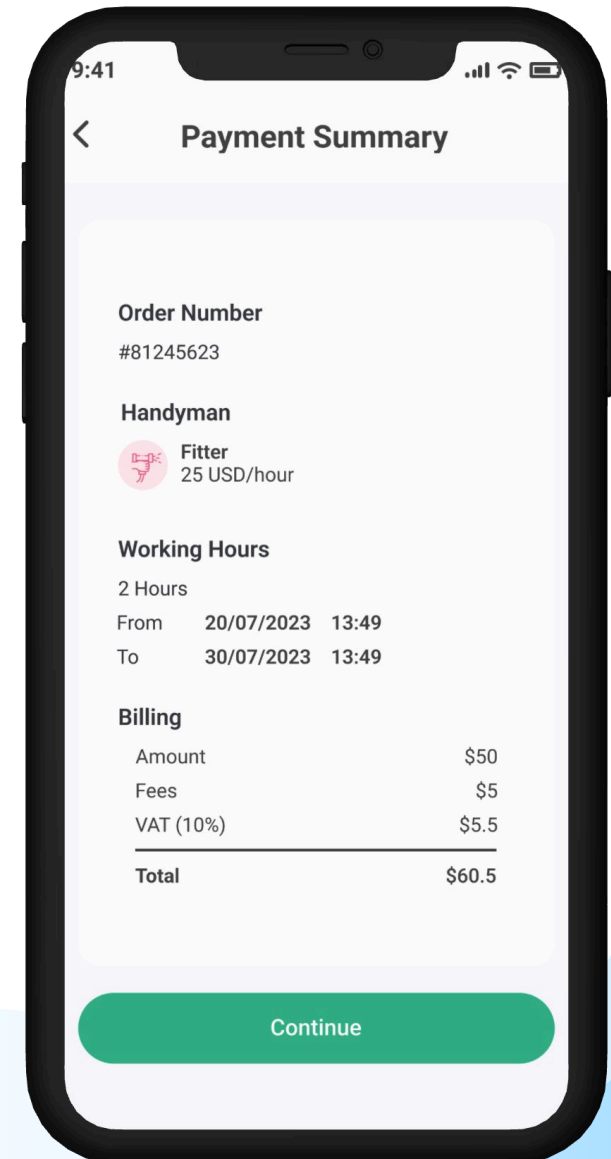 9:41
Payment Summary
Order Number
#81245623
Handyman
Fitter
25 USD/hour
Working Hours
2 Hours
From 20/07/2023 13:49
To 30/07/2023 13:49
Billing
Amount $50
Fees $5
VAT (10%) $5.5
Total $60.5
Continue